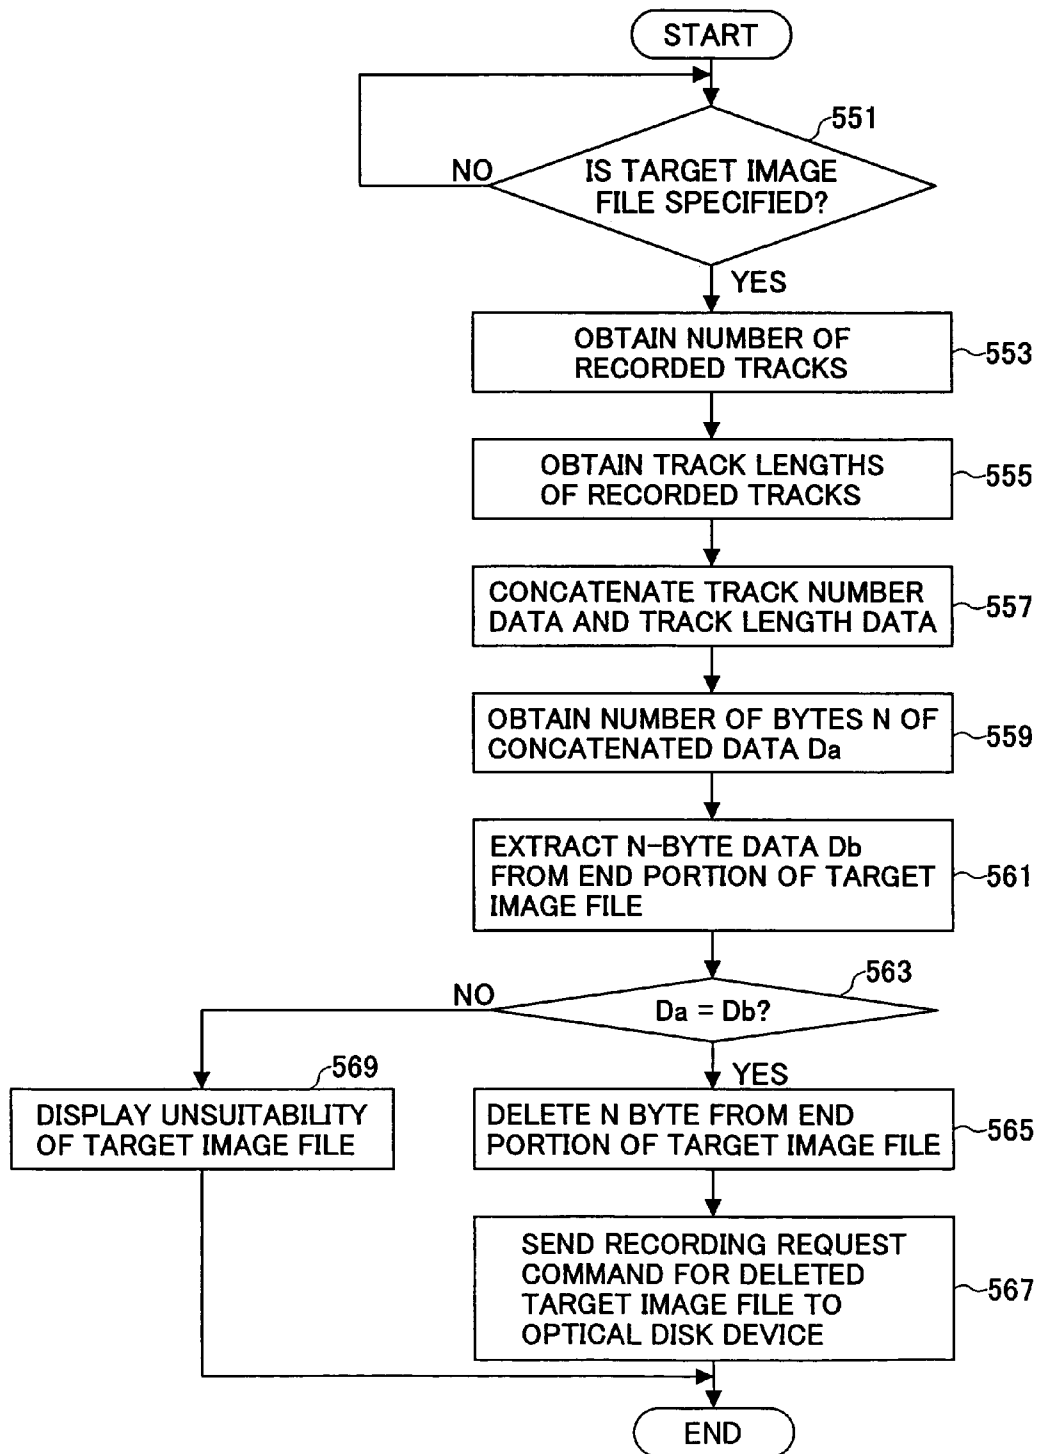 START
551
IS TARGET IMAGE
FILE SPECIFIED?
NO
YES
OBTAIN NUMBER OF
RECORDED TRACKS
553
OBTAIN TRACK LENGTHS
OF RECORDED TRACKS
555
CONCATENATE TRACK NUMBER
DATA AND TRACK LENGTH DATA
557
OBTAIN NUMBER OF BYTES N OF
CONCATENATED DATA Da
559
EXTRACT N-BYTE DATA Db
FROM END PORTION OF TARGET
IMAGE FILE
561
563
Da = Db?
NO
YES
569
DISPLAY UNSUITABILITY
OF TARGET IMAGE FILE
DELETE N BYTE FROM END
PORTION OF TARGET IMAGE FILE
565
SEND RECORDING REQUEST
COMMAND FOR DELETED
TARGET IMAGE FILE TO
OPTICAL DISK DEVICE
567
END